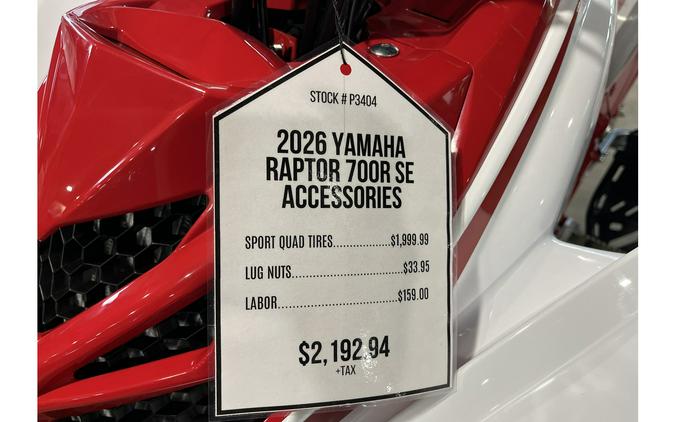 STOCK # P3404
2026 YAMAHA
RAPTOR 700R SE
ACCESSORIES
SPORT QUAD TIRES..................$1,999.99
LUG NUTS...................................$33.95
LABOR......................................$159.00
$2,192.94
+TAX